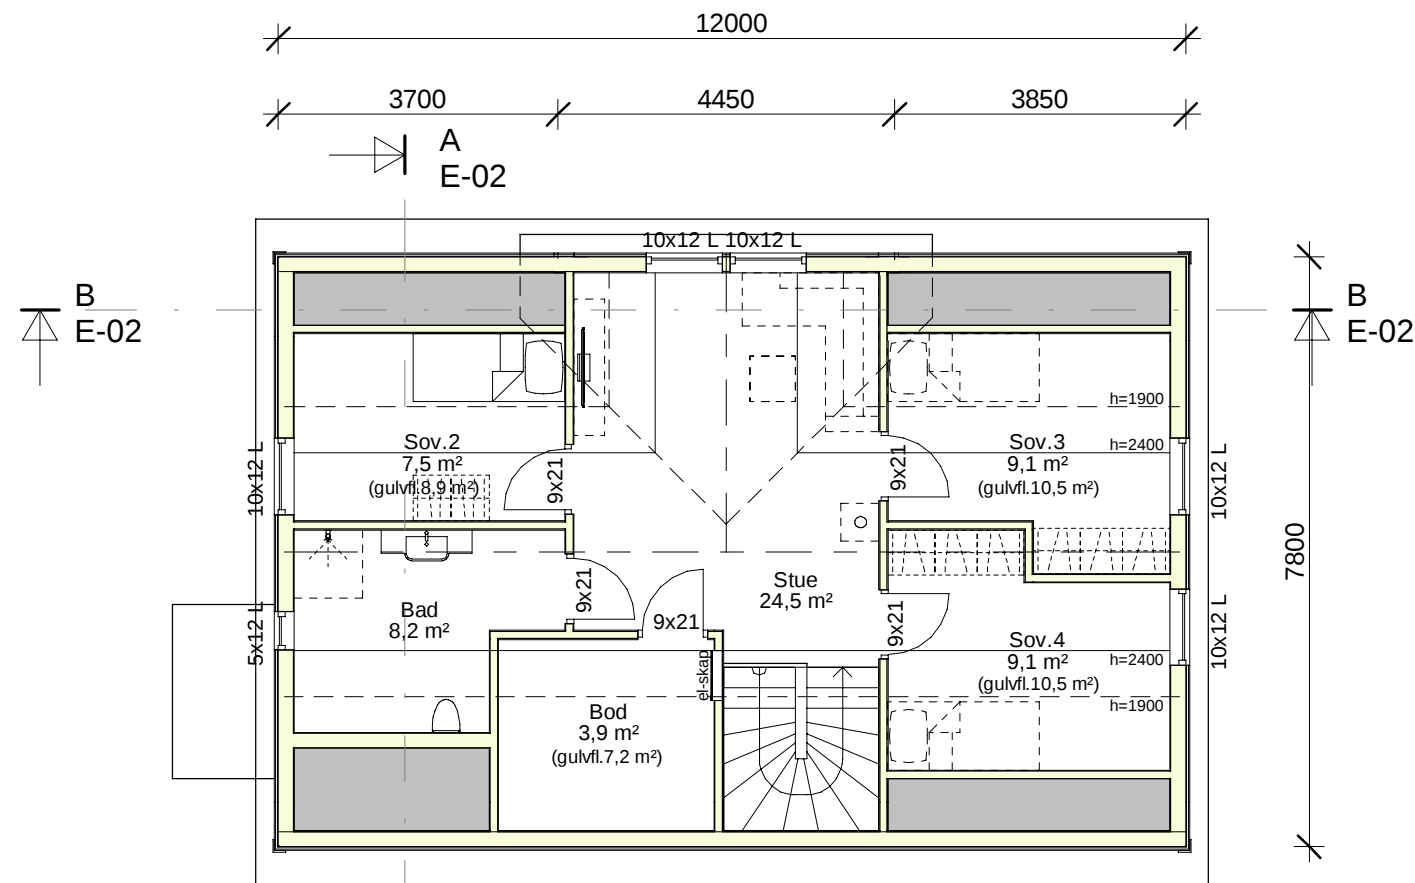 12000
3700
4450
3850
A
E-02
10x12 L
10x12 L
B
E-02
B
E-02
h=1900
h=2400
Sov.2
7,5 m²
(gulvfl.8,9 m²)
Sov.3
9,1 m²
(gulvfl.10,5 m²)
10x12 L
9x21
9x21
10x12 L
7800
Stue
24,5 m²
Bad
8,2 m²
9x21
9x21
9x21
5x12 L
10x12 L
Sov.4
9,1 m²
(gulvfl.10,5 m²)
h=2400
h=1900
el-skap
Bod
3,9 m²
(gulvfl.7,2 m²)